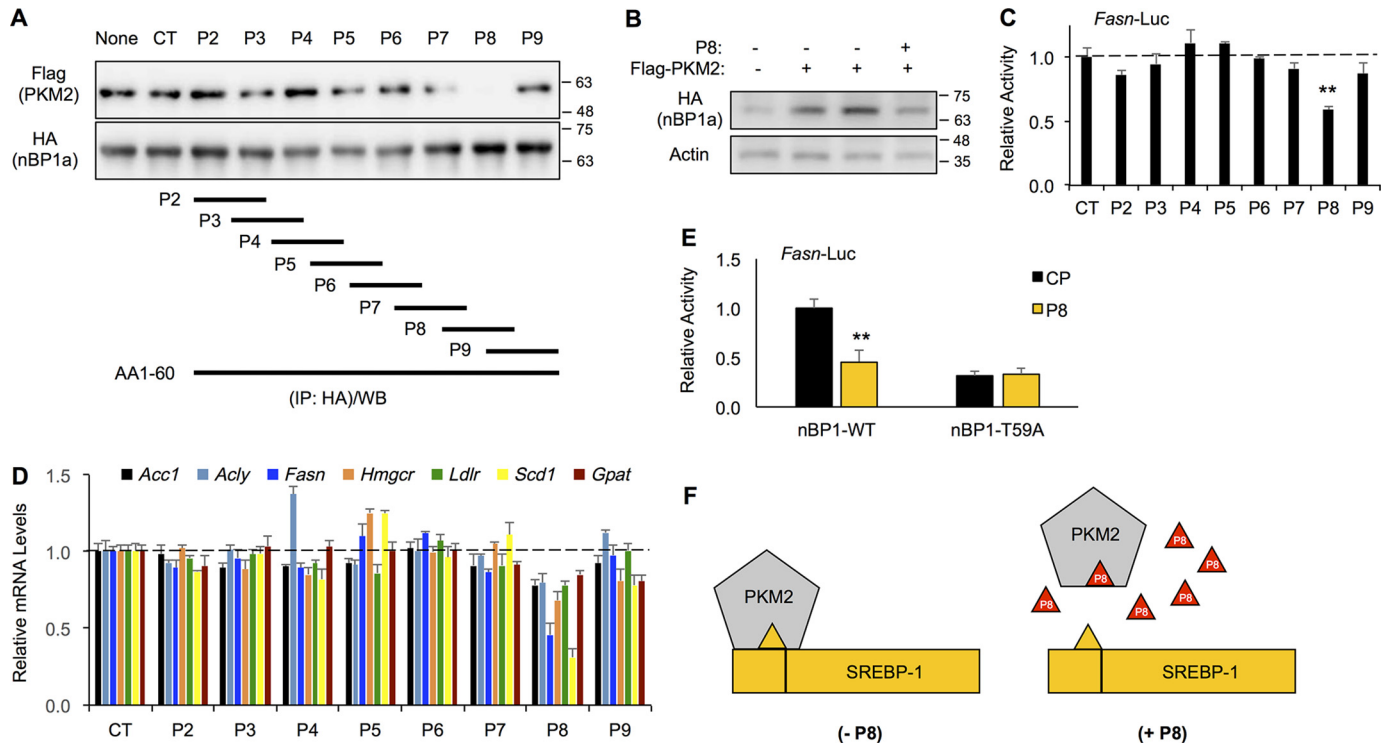 A
None CT P2 P3 P4 P5 P6 P7 P8 P9
Flag
(PKM2)
63
48
HA
(nBP1a)
75
63
P2
P3
P4
P5
P6
P7
P8
P9
AA1-60
(IP: HA)/WB
B
P8: - - - +
Flag-PKM2: - + + +
HA
(nBP1a)
75
63
Actin
48
35
C
Fasn-Luc
Relative Activity
1.0
0.5
0.0
**
CT P2 P3 P4 P5 P6 P7 P8 P9
E
Fasn-Luc
Relative Activity
1.5
1.0
0.5
0.0
**
CP
P8
nBP1-WT nBP1-T59A
D
Relative mRNA Levels
1.5
1.0
0.5
0.0
Acc1 Acly Fasn Hmgcr Ldlr Scd1 Gpat
CT P2 P3 P4 P5 P6 P7 P8 P9
F
PKM2
SREBP-1
(- P8)
PKM2
P8
P8
P8
P8
P8
P8
SREBP-1
(+ P8)